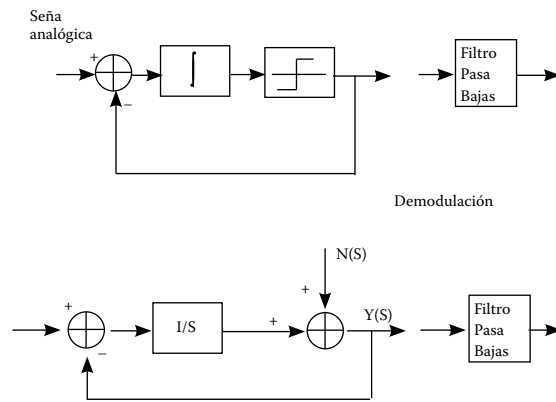 Seña
analógica
+
−
Filtro
Pasa
Bajas
Demodulación
N(S)
+
+
I/S
+
Y(S)
−
Filtro
Pasa
Bajas